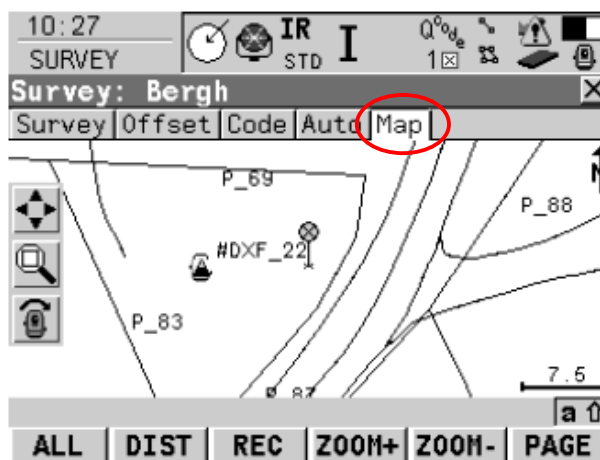 10:27 IR Qcode
SURVEY STD I 1
Survey: Bergh
Survey Offset Code Auto Map
N
P_69
P_88
#DXF_22
P_83
7.5
a
ALL DIST REC ZOOM+ ZOOM- PAGE